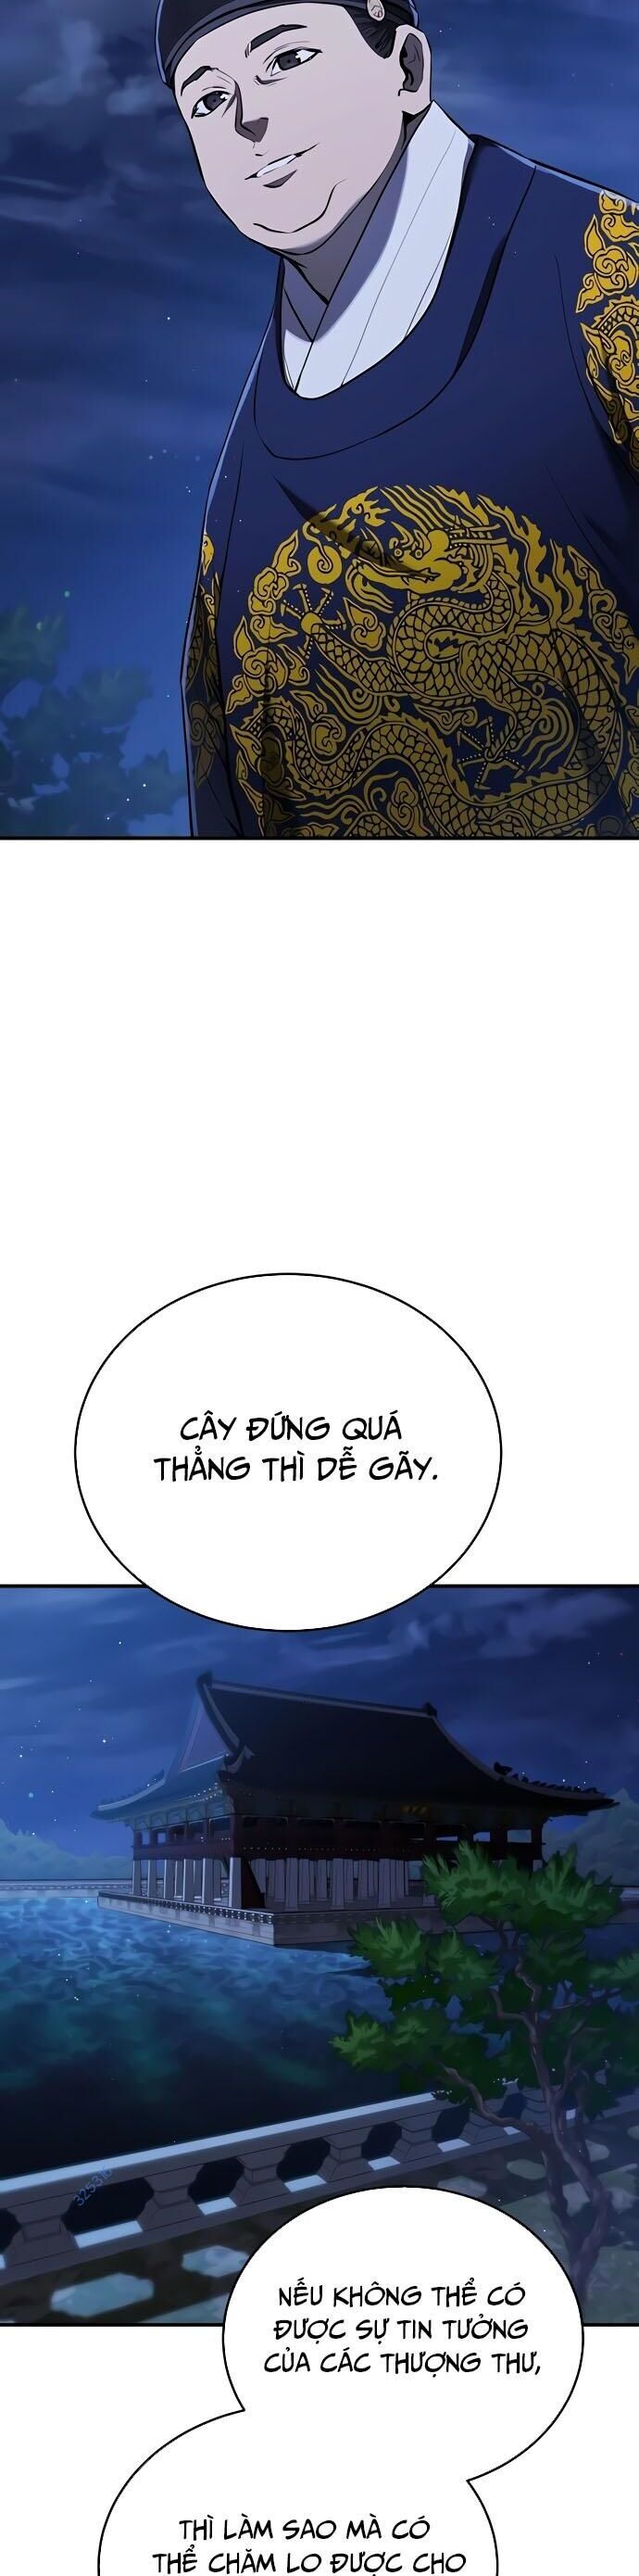 CÂY ĐỨNG QUÁ
THẲNG THÌ DỄ GÃY.
NẾU KHÔNG THỂ CÓ
ĐƯỢC SỰ TIN TƯỞNG
CỦA CÁC THƯỢNG THƯ,
THÌ LÀM SAO MÀ CÓ
THỂ CHĂM LO ĐƯỢC CHO